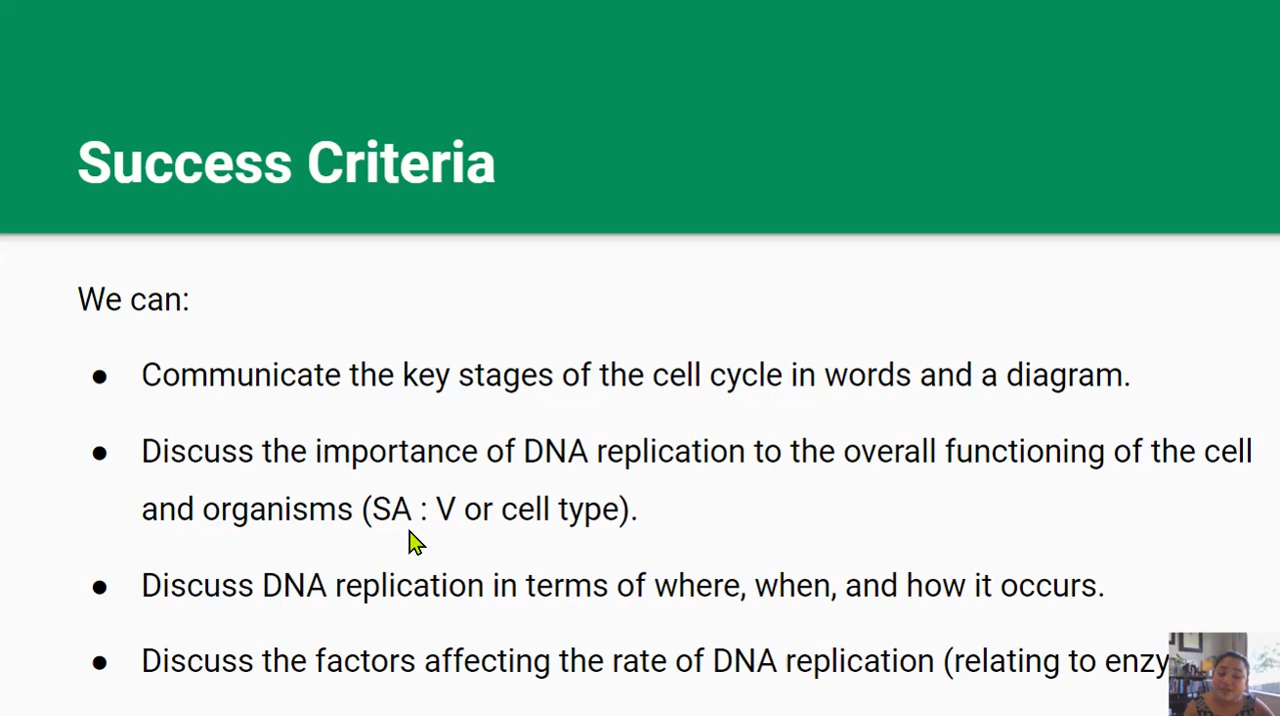 Success Criteria
We can:
● Communicate the key stages of the cell cycle in words and a diagram.
● Discuss the importance of DNA replication to the overall functioning of the cell
and organisms (SA : V or cell type).
● Discuss DNA replication in terms of where, when, and how it occurs.
● Discuss the factors affecting the rate of DNA replication (relating to